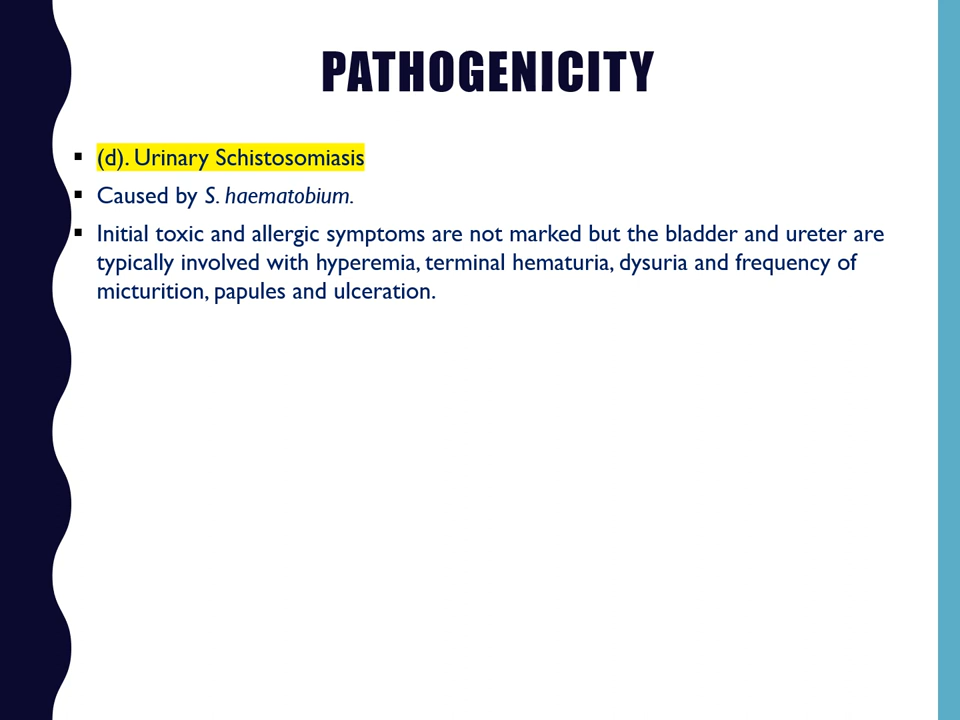 PATHOGENICITY
▪ (d). Urinary Schistosomiasis
▪ Caused by S. haematobium.
▪ Initial toxic and allergic symptoms are not marked but the bladder and ureter are
typically involved with hyperemia, terminal hematuria, dysuria and frequency of
micturition, papules and ulceration.